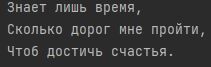 Знает лишь время,
Сколько дорог мне пройти,
Чтоб достичь счастья.